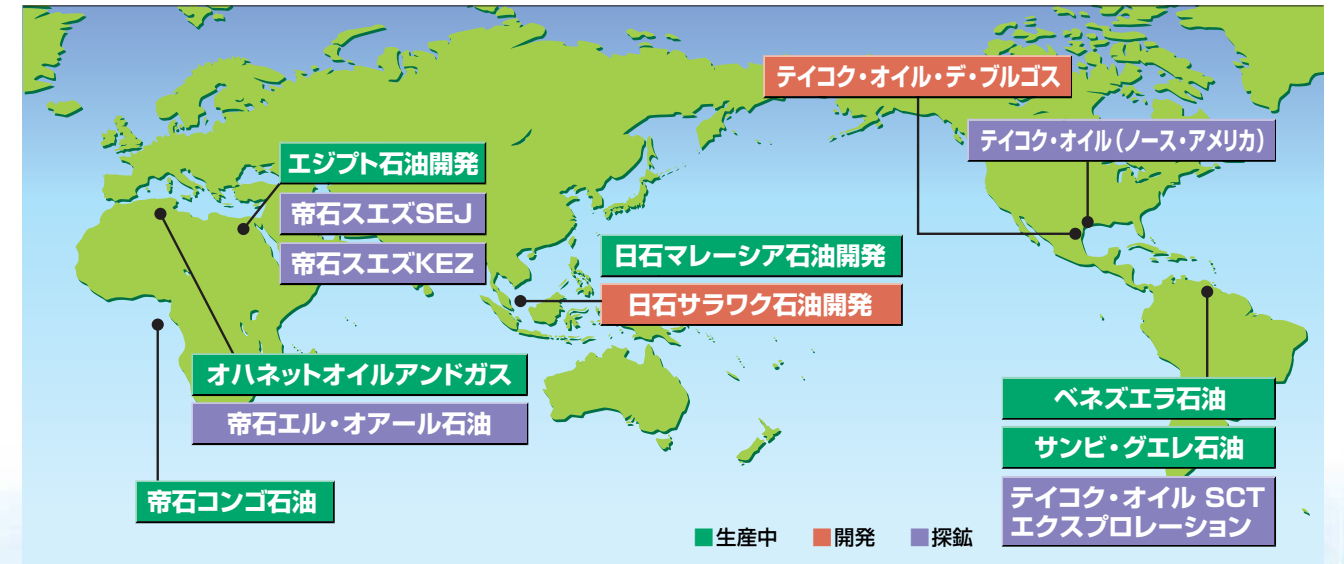 テイコク・オイル・デ・ブルゴス
テイコク・オイル(ノース・アメリカ)
エジプト石油開発
帝石スエズSEJ
帝石スエズKEZ
日石マレーシア石油開発
日石サラワク石油開発
オハネットオイルアンドガス
帝石エル・オアール石油
帝石コンゴ石油
ベネズエラ石油
サンビ・グエレ石油
テイコク・オイル SCT
エクスプロレーション
生産中 開発 探鉱